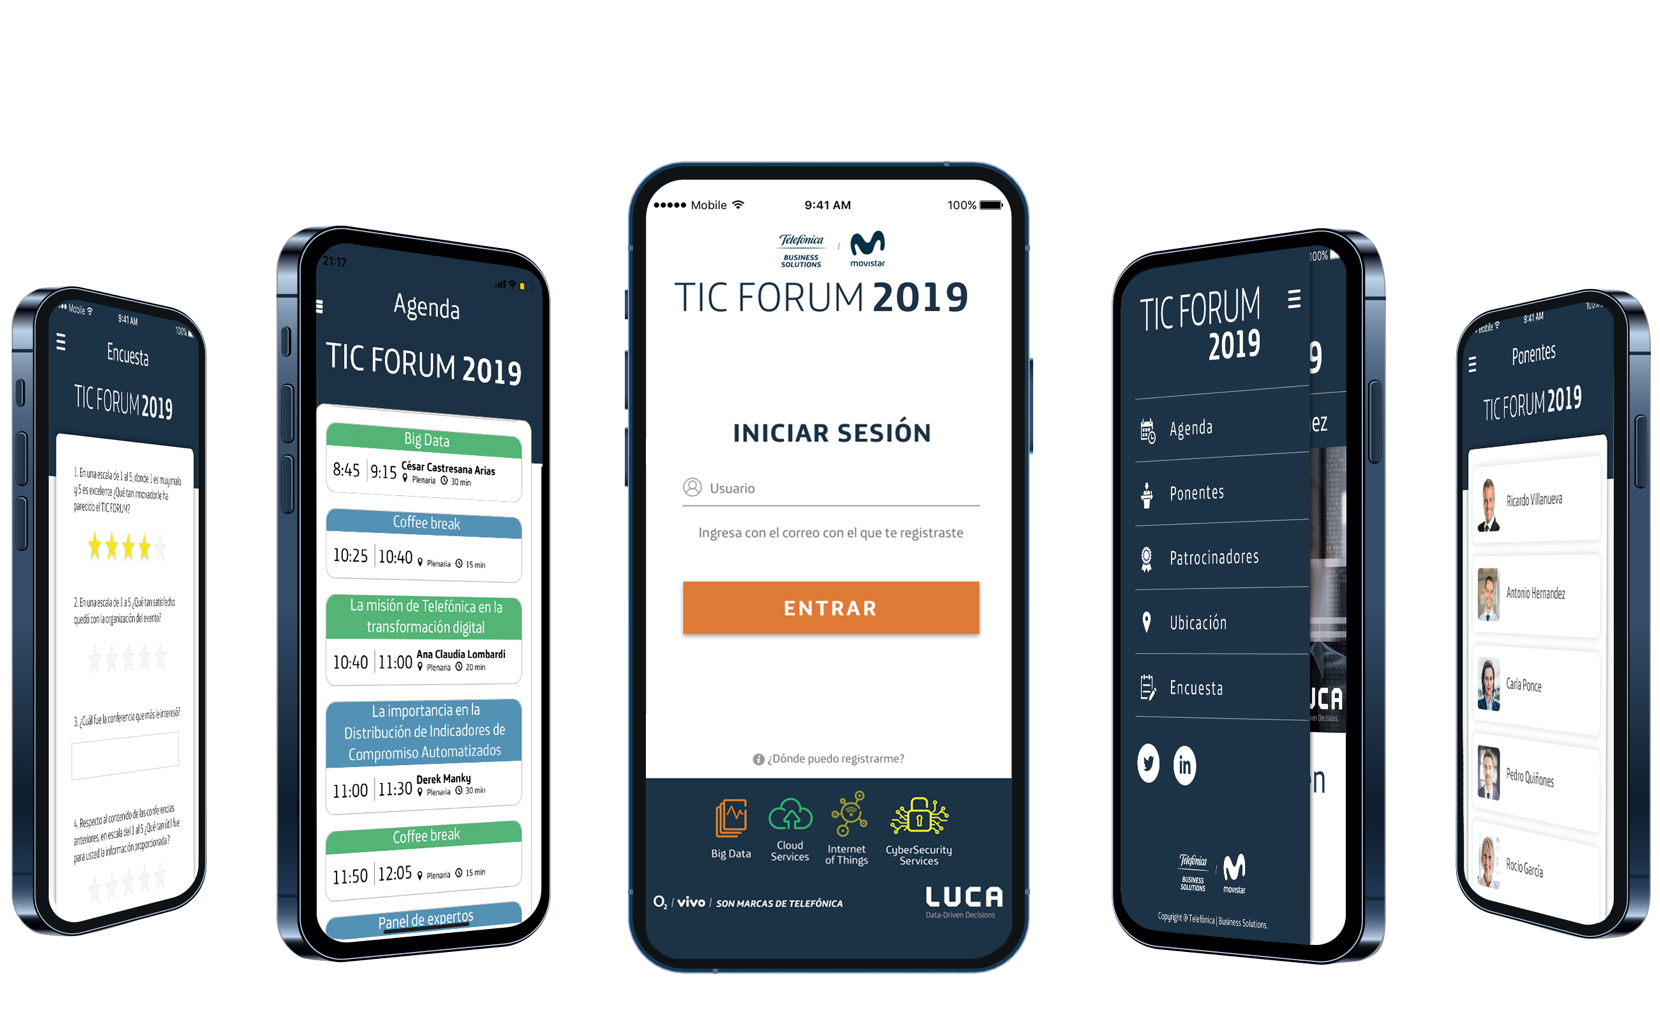 Mobile
9:41 AM
100%
Encuesta
TIC FORUM 2019
1. En una escala de 1 al 5, donde 1 es muy malo
y 5 es excelente ¿Qué tan innovador le ha
parecido el TIC FORUM?
2. En una escala de 1 a 5 ¿Qué tan satisfecho
quedó con la organización del evento?
3. ¿Cuál fue la conferencia que más le interesó?
4. Respecto al contenido de las conferencias
anteriores, en escala del 1 al 5 ¿Qué tan útil fue
para usted la información proporcionada?
21:17
Agenda
TIC FORUM 2019
Big Data
8:45 9:15 César Castresana Arias
Plenaria 30 min
Coffee break
10:25 10:40 Plenaria 15 min
La misión de Telefónica en la
transformación digital
10:40 11:00 Ana Claudia Lombardi
Plenaria 20 min
La importancia en la
Distribución de Indicadores de
Compromiso Automatizados
11:00 11:30 Derek Manky
Plenaria 30 min
Coffee break
11:50 12:05 Plenaria 15 min
Panel de expertos
Mobile 9:41 AM 100%
Telefónica
BUSINESS
SOLUTIONS
movistar
TIC FORUM 2019
INICIAR SESIÓN
Usuario
Ingresa con el correo con el que te registraste
ENTRAR
¿Dónde puedo registrarme?
Big Data
Cloud
Services
Internet
of Things
CyberSecurity
Services
O2 | vivo | SON MARCAS DE TELEFÓNICA
LUCA
Data-Driven Decisions
100%
TIC FORUM
2019
9
ez
Agenda
Ponentes
Patrocinadores
Ubicación
Encuesta
UCA
en Decisions
en
Telefónica
BUSINESS
SOLUTIONS
movistar
Copyright @ Telefónica | Business Solutions.
Mobile
9:41 AM
100%
Ponentes
TIC FORUM 2019
Ricardo Villanueva
Antonio Hernandez
Carla Ponce
Pedro Quiñones
Rocio García